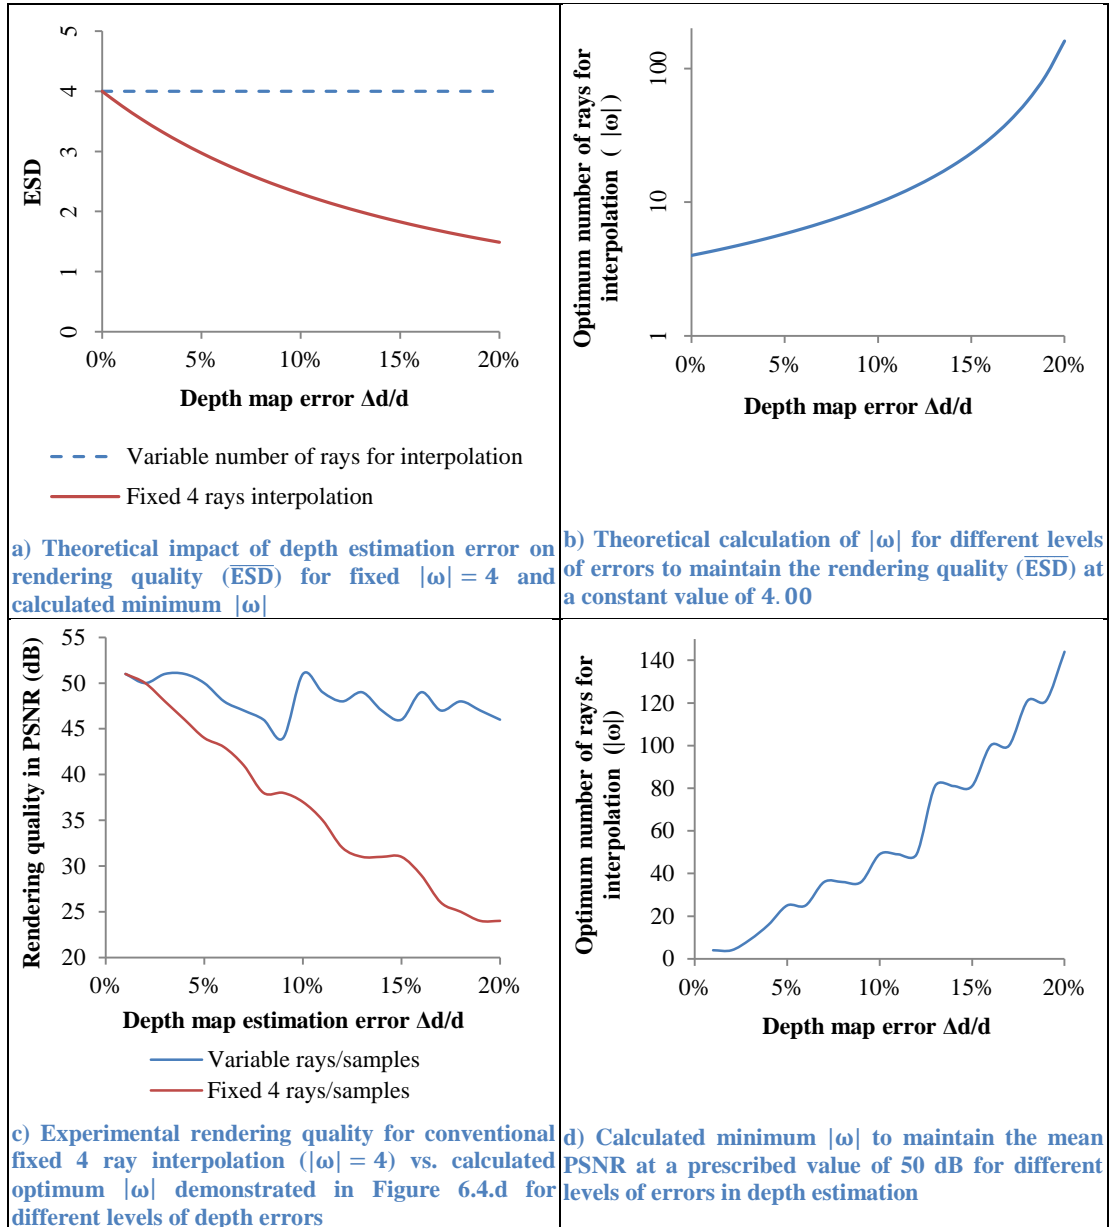 5
4
3
2
1
0
ESD
0%
5%
10%
15%
20%
Depth map error Δd/d
Variable number of rays for interpolation
Fixed 4 rays interpolation
a) Theoretical impact of depth estimation error on
rendering quality (E̅S̅D̅) for fixed |ω| = 4 and
calculated minimum |ω|
Optimum number of rays for
interpolation ( |ω|)
100
10
1
0%
5%
10%
15%
20%
Depth map error Δd/d
b) Theoretical calculation of |ω| for different levels
of errors to maintain the rendering quality (E̅S̅D̅) at
a constant value of 4.00
Rendering quality in PSNR (dB)
55
50
45
40
35
30
25
20
0%
5%
10%
15%
20%
Depth map estimation error Δd/d
Variable rays/samples
Fixed 4 rays/samples
c) Experimental rendering quality for conventional
fixed 4 ray interpolation (|ω| = 4) vs. calculated
optimum |ω| demonstrated in Figure 6.4.d for
different levels of depth errors
Optimum number of rays for
interpolation (|ω|)
140
120
100
80
60
40
20
0
0%
5%
10%
15%
20%
Depth map error Δd/d
d) Calculated minimum |ω| to maintain the mean
PSNR at a prescribed value of 50 dB for different
levels of errors in depth estimation